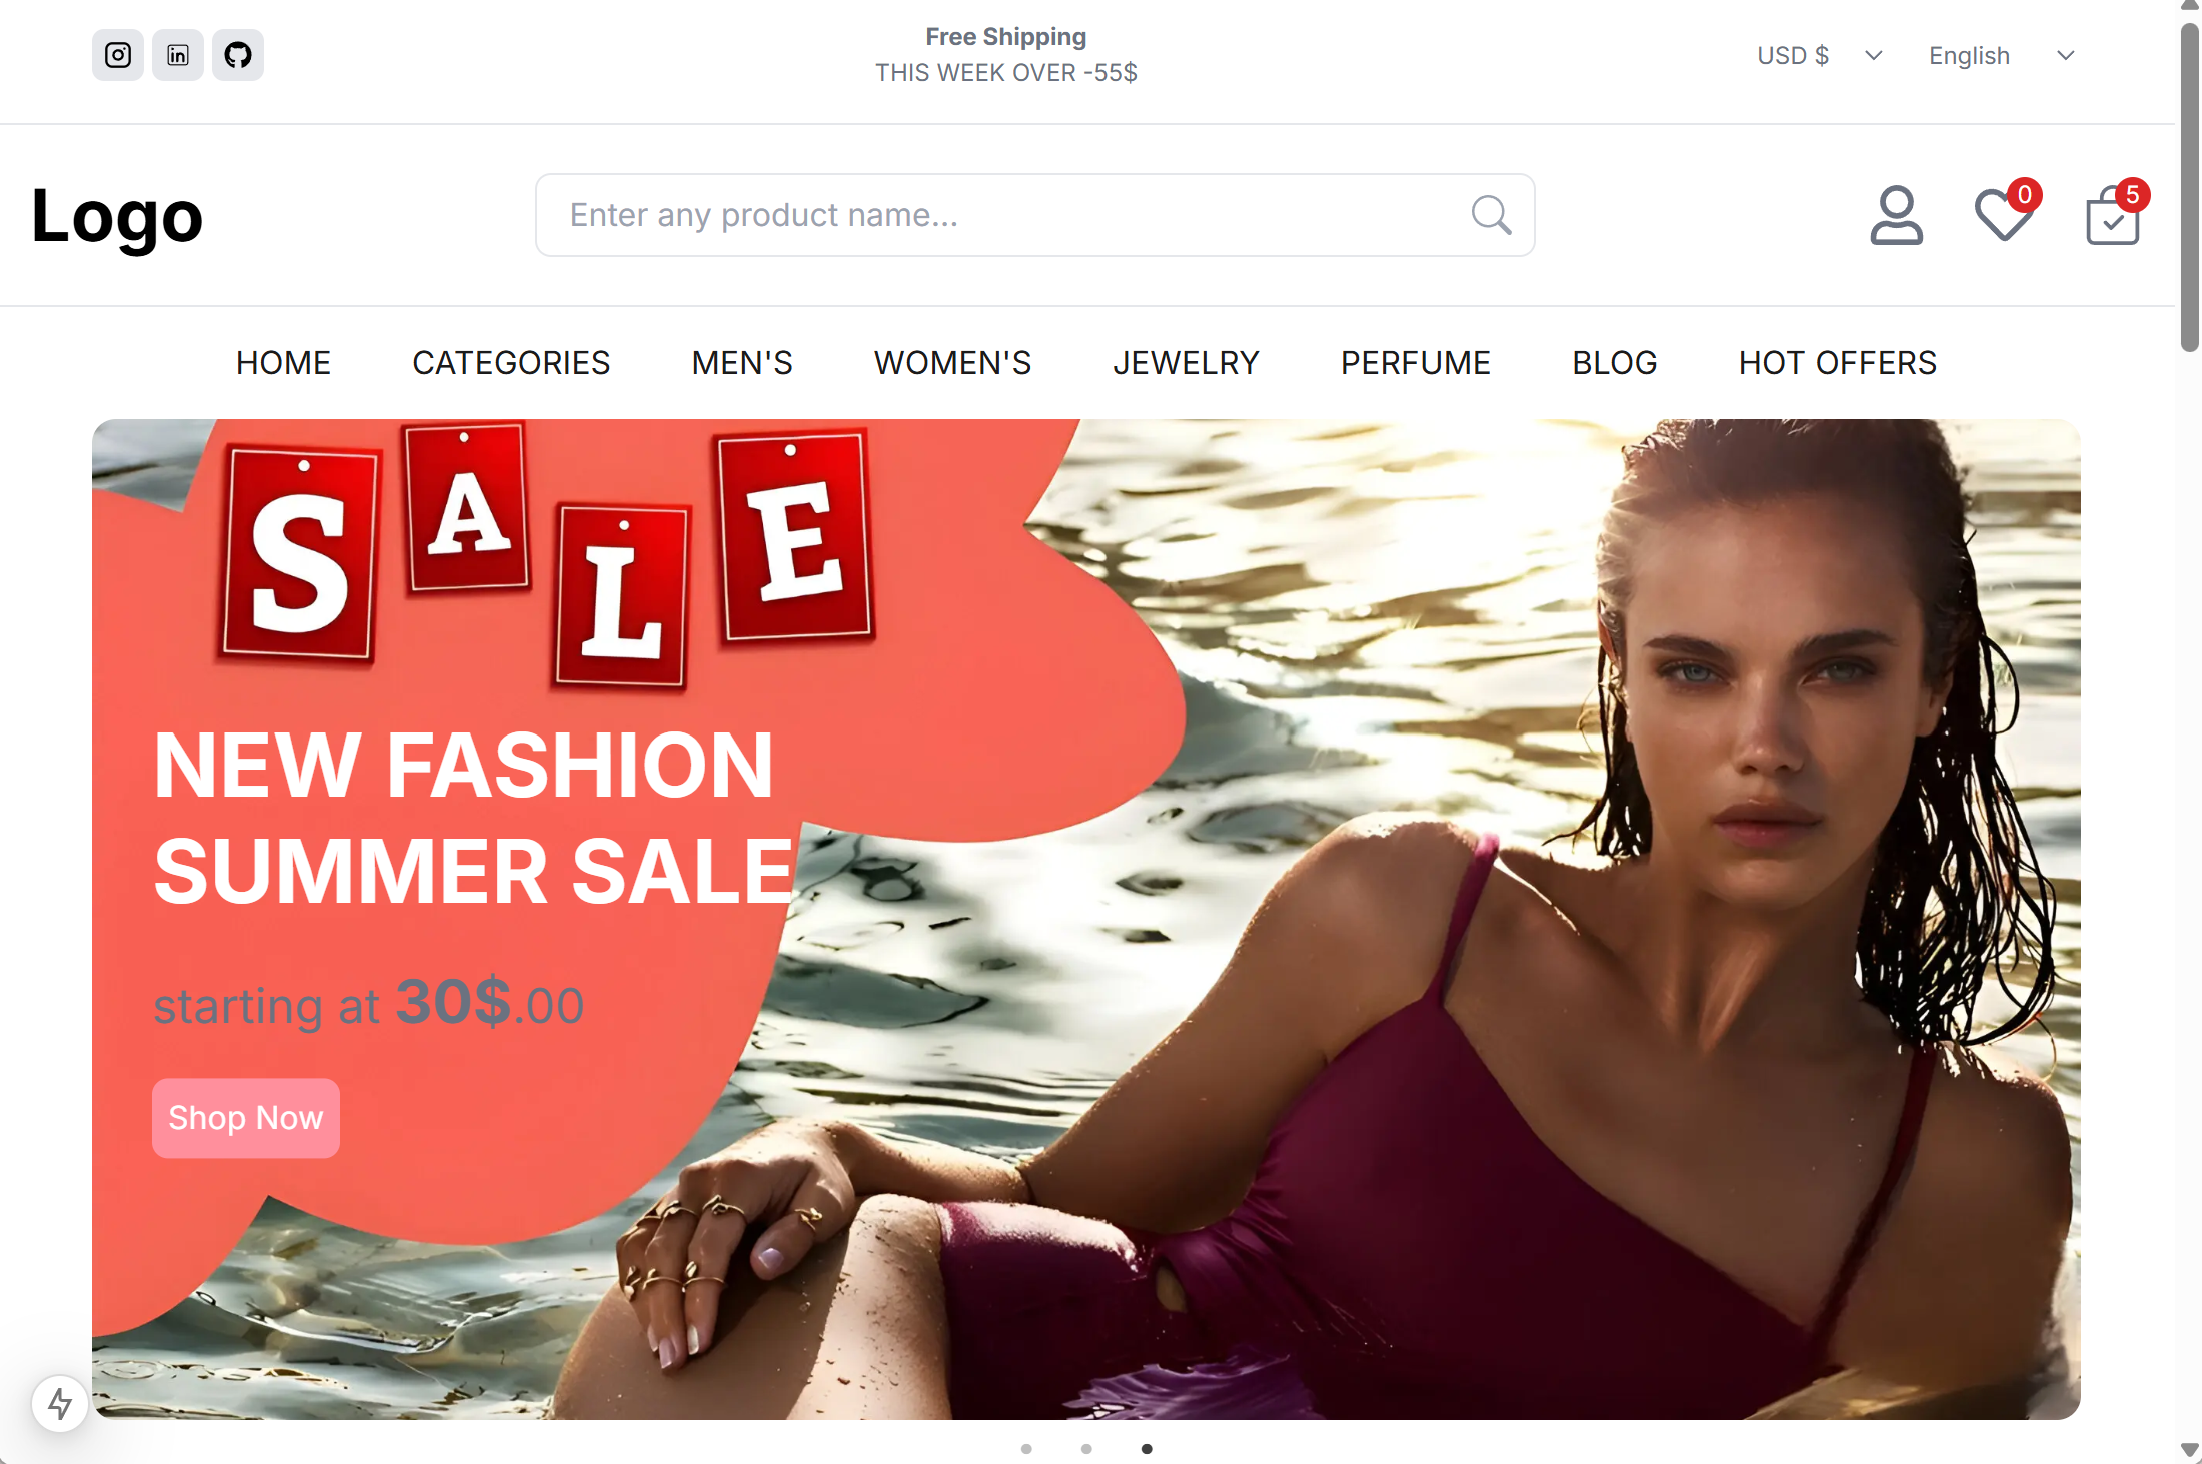 Free Shipping
THIS WEEK OVER -55$
USD $
English
Logo
Enter any product name...
0
5
HOME
CATEGORIES
MEN'S
WOMEN'S
JEWELRY
PERFUME
BLOG
HOT OFFERS
SALE
NEW FASHION
SUMMER SALE
starting at 30$.00
Shop Now